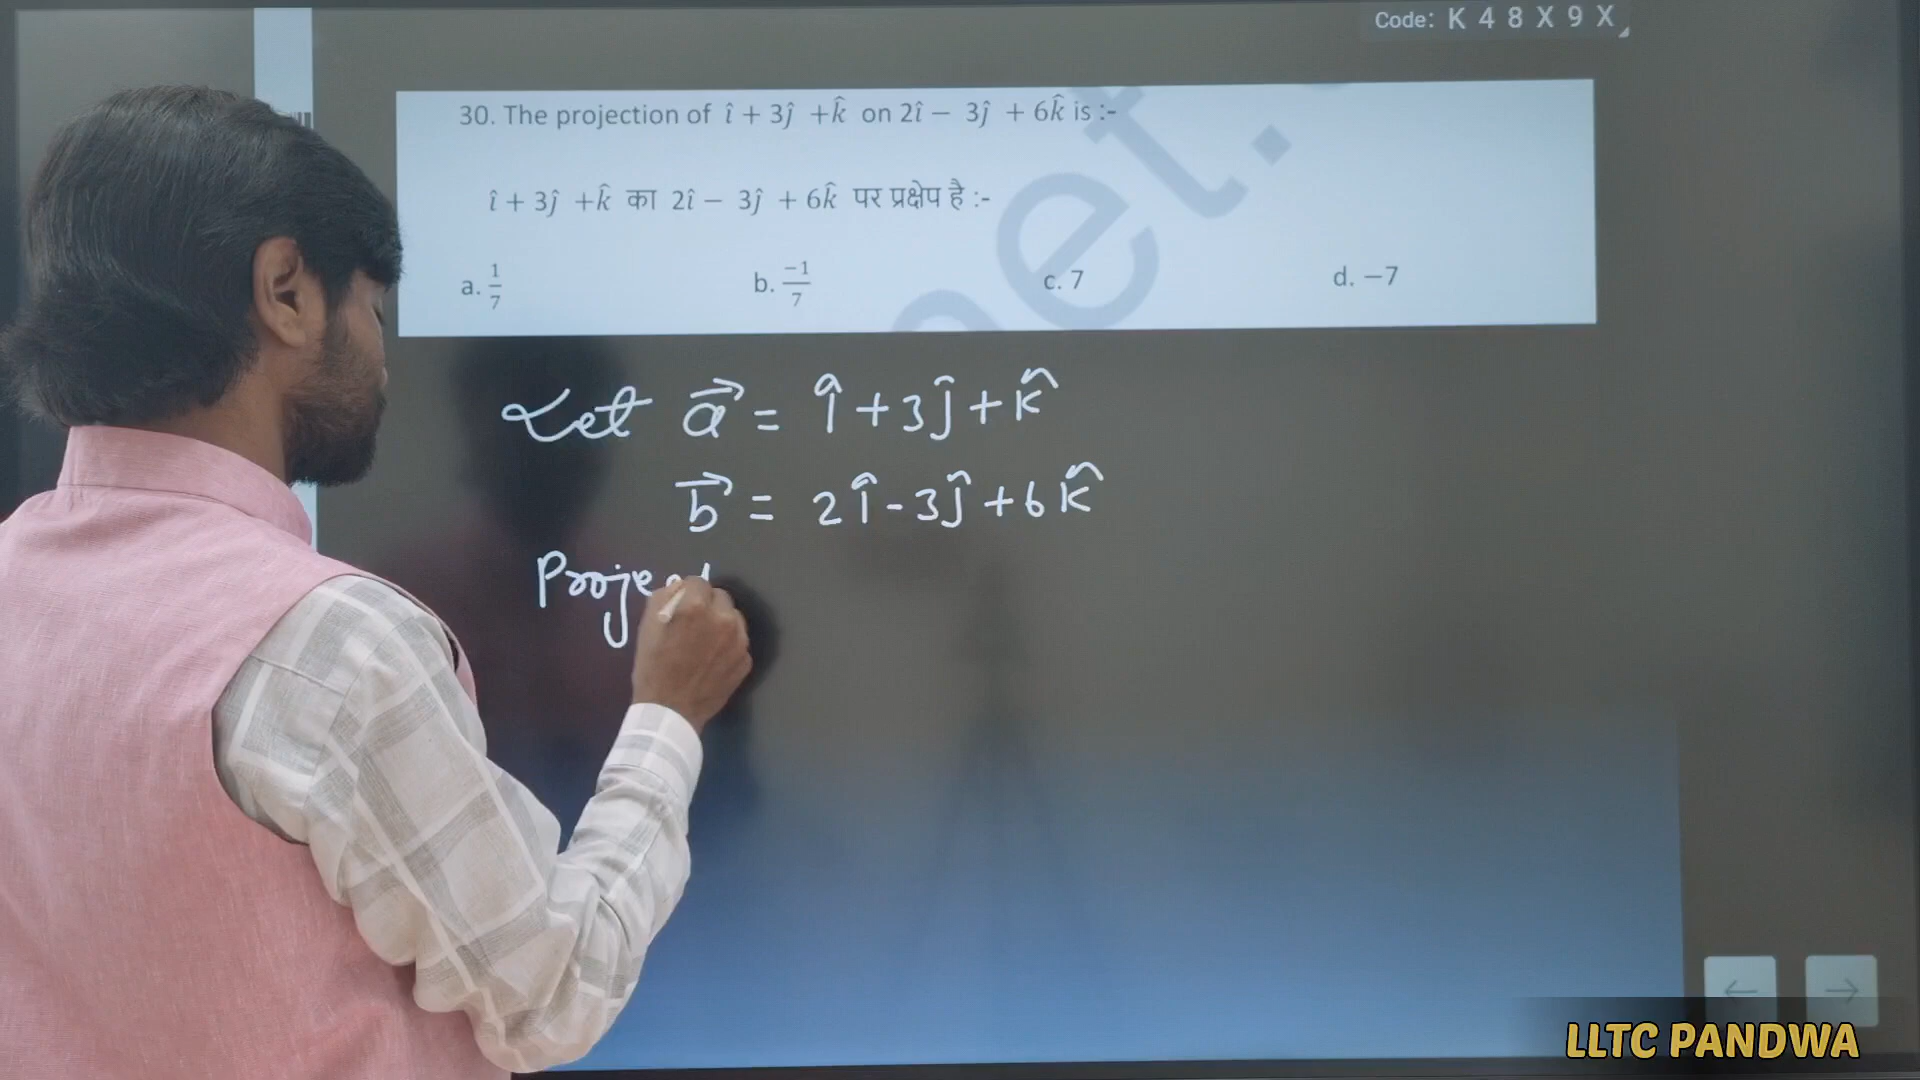 Code: K 4 8 X 9 X
30. The projection of î + 3ĵ +k̂ on 2î − 3ĵ + 6k̂ is :-
î + 3ĵ +k̂ का 2î − 3ĵ + 6k̂ पर प्रक्षेप है :-
a. 1/7 b. −1/7 c. 7 d. −7
Let a⃗ = î + 3ĵ + k̂
b⃗ = 2î - 3ĵ + 6k̂
← →
LLTC PANDWA